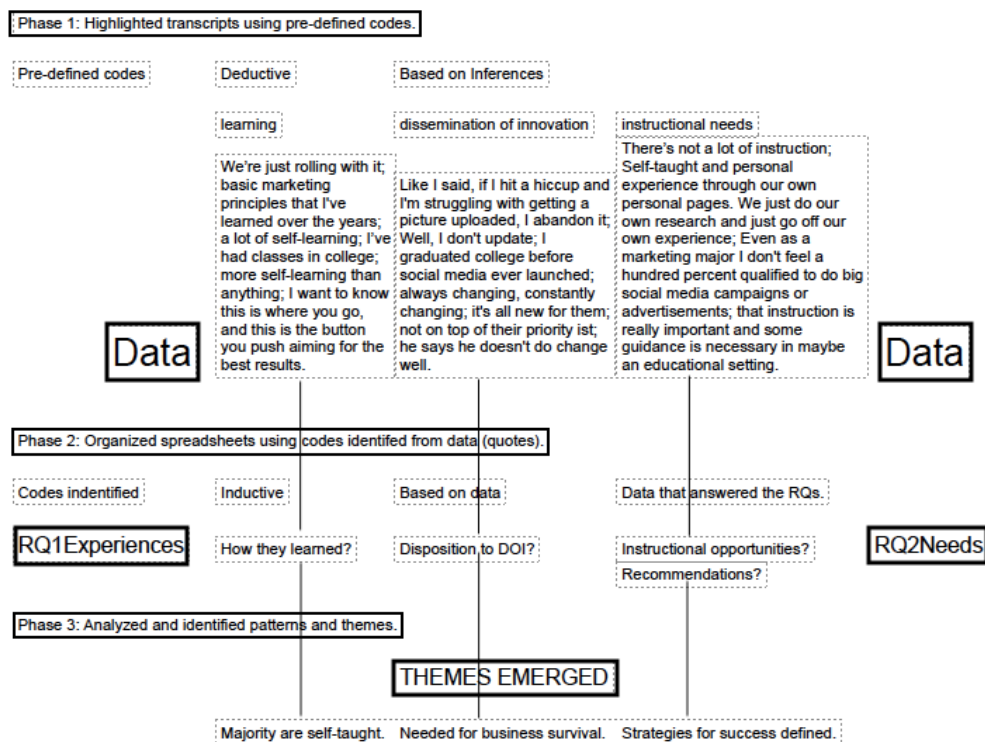 Phase 1: Highlighted transcripts using pre-defined codes.
Pre-defined codes
Deductive
Based on Inferences
learning
dissemination of innovation
instructional needs
We're just rolling with it;
basic marketing
principles that I've
learned over the years;
a lot of self-learning; I've
had classes in college;
more self-learning than
anything; I want to know
this is where you go,
and this is the button
you push aiming for the
best results.
Like I said, if I hit a hiccup and
I'm struggling with getting a
picture uploaded, I abandon it;
Well, I don't update; I
graduated college before
social media ever launched;
always changing, constantly
changing; it's all new for them;
not on top of their priority ist;
he says he doesn't do change
well.
There's not a lot of instruction;
Self-taught and personal
experience through our own
personal pages. We just do our
own research and just go off our
own experience; Even as a
marketing major I don't feel a
hundred percent qualified to do big
social media campaigns or
advertisements; that instruction is
really important and some
guidance is necessary in maybe
an educational setting.
Data
Data
Phase 2: Organized spreadsheets using codes identifed from data (quotes).
Codes indentified
Inductive
Based on data
Data that answered the RQs.
RQ1Experiences
How they learned?
Disposition to DOI?
Instructional opportunities?
Recommendations?
RQ2Needs
Phase 3: Analyzed and identified patterns and themes.
THEMES EMERGED
Majority are self-taught.
Needed for business survival.
Strategies for success defined.